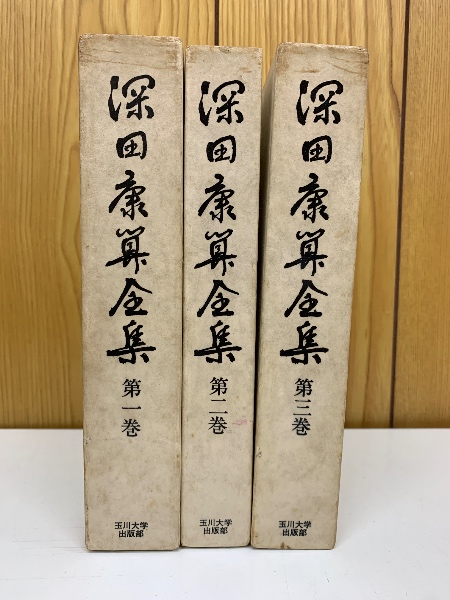 深田康算全集
第一巻
玉川大学
出版部
深田康算全集
第二巻
玉川大学
出版部
深田康算全集
第三巻
玉川大学
出版部